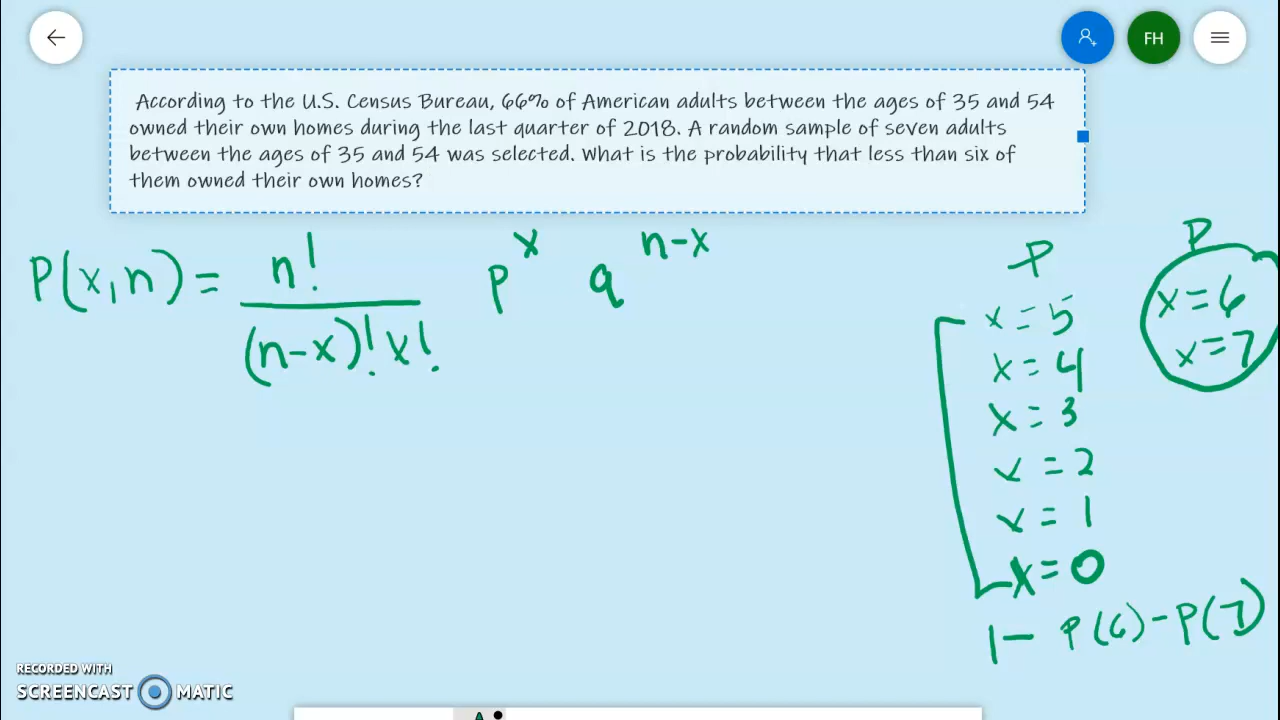 FH
According to the U.S. Census Bureau, 66% of American adults between the ages of 35 and 54
owned their own homes during the last quarter of 2018. A random sample of seven adults
between the ages of 35 and 54 was selected. What is the probability that less than six of
them owned their own homes?
P(x,n) = n! / (n-x)! x! p^x q^n-x
P
x = 5
x = 4
x = 3
x = 2
x = 1
x = 0
P
x = 6
x = 7
1 - P(6) - P(7)
RECORDED WITH
SCREENCAST MATIC